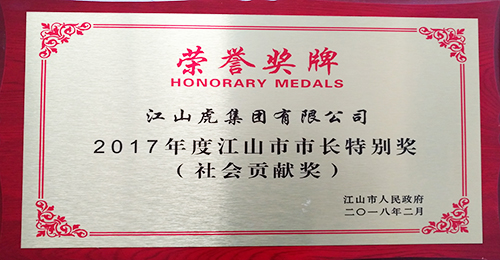 荣誉奖牌
HONORARY MEDALS
江山虎集团有限公司
2017年度江山市市长特别奖
（社会贡献奖）
江山市人民政府
二〇一八年二月